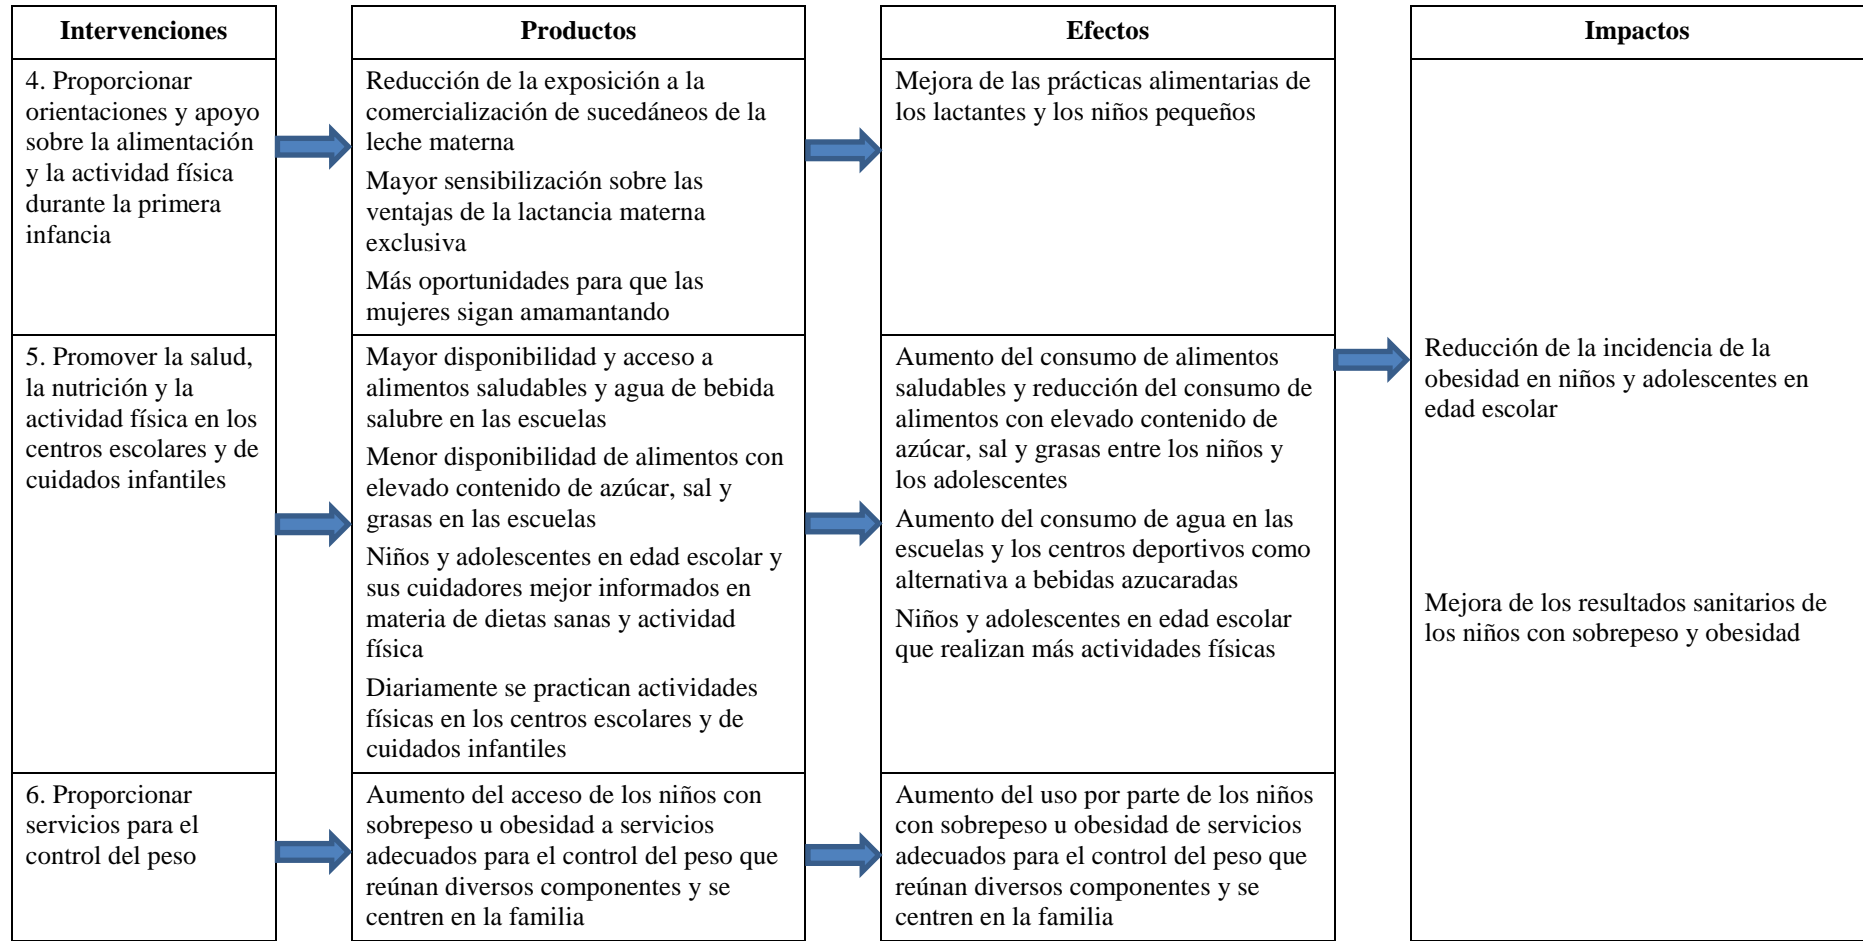 Intervenciones
Productos
Efectos
Impactos
4. Proporcionar
orientaciones y apoyo
sobre la alimentación
y la actividad física
durante la primera
infancia
Reducción de la exposición a la
comercialización de sucedáneos de la
leche materna
Mayor sensibilización sobre las
ventajas de la lactancia materna
exclusiva
Más oportunidades para que las
mujeres sigan amamantando
Mejora de las prácticas alimentarias de
los lactantes y los niños pequeños
5. Promover la salud,
la nutrición y la
actividad física en los
centros escolares y de
cuidados infantiles
Mayor disponibilidad y acceso a
alimentos saludables y agua de bebida
salubre en las escuelas
Menor disponibilidad de alimentos con
elevado contenido de azúcar, sal y
grasas en las escuelas
Niños y adolescentes en edad escolar y
sus cuidadores mejor informados en
materia de dietas sanas y actividad
física
Diariamente se practican actividades
físicas en los centros escolares y de
cuidados infantiles
Aumento del consumo de alimentos
saludables y reducción del consumo de
alimentos con elevado contenido de
azúcar, sal y grasas entre los niños y
los adolescentes
Aumento del consumo de agua en las
escuelas y los centros deportivos como
alternativa a bebidas azucaradas
Niños y adolescentes en edad escolar
que realizan más actividades físicas
6. Proporcionar
servicios para el
control del peso
Aumento del acceso de los niños con
sobrepeso u obesidad a servicios
adecuados para el control del peso que
reúnan diversos componentes y se
centren en la familia
Aumento del uso por parte de los niños
con sobrepeso u obesidad de servicios
adecuados para el control del peso que
reúnan diversos componentes y se
centren en la familia
Reducción de la incidencia de la
obesidad en niños y adolescentes en
edad escolar
Mejora de los resultados sanitarios de
los niños con sobrepeso y obesidad